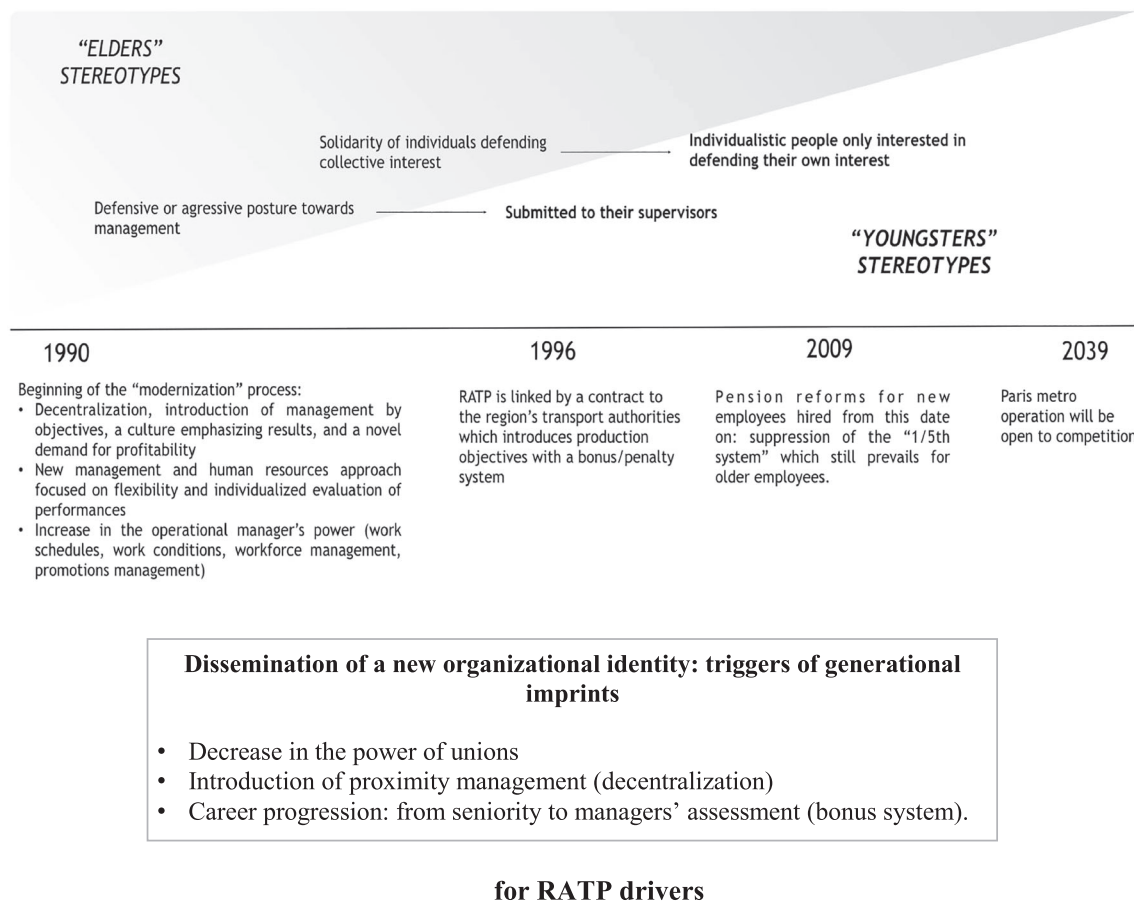 “ELDERS”
STEREOTYPES
Solidarity of individuals defending
collective interest
Individualistic people only interested in
defending their own interest
Defensive or agressive posture towards
management
Submitted to their supervisors
“YOUNGSTERS”
STEREOTYPES
1990
Beginning of the “modernization” process:
• Decentralization, introduction of management by
objectives, a culture emphasizing results, and a novel
demand for profitability
• New management and human resources approach
focused on flexibility and individualized evaluation of
performances
• Increase in the operational manager’s power (work
schedules, work conditions, workforce management,
promotions management)
1996
RATP is linked by a contract to
the region’s transport authorities
which introduces production
objectives with a bonus/penalty
system
2009
Pension reforms for new
employees hired from this date
on: suppression of the “1/5th
system” which still prevails for
older employees.
2039
Paris metro
operation will be
open to competition
Dissemination of a new organizational identity: triggers of generational
imprints
• Decrease in the power of unions
• Introduction of proximity management (decentralization)
• Career progression: from seniority to managers’ assessment (bonus system).
for RATP drivers